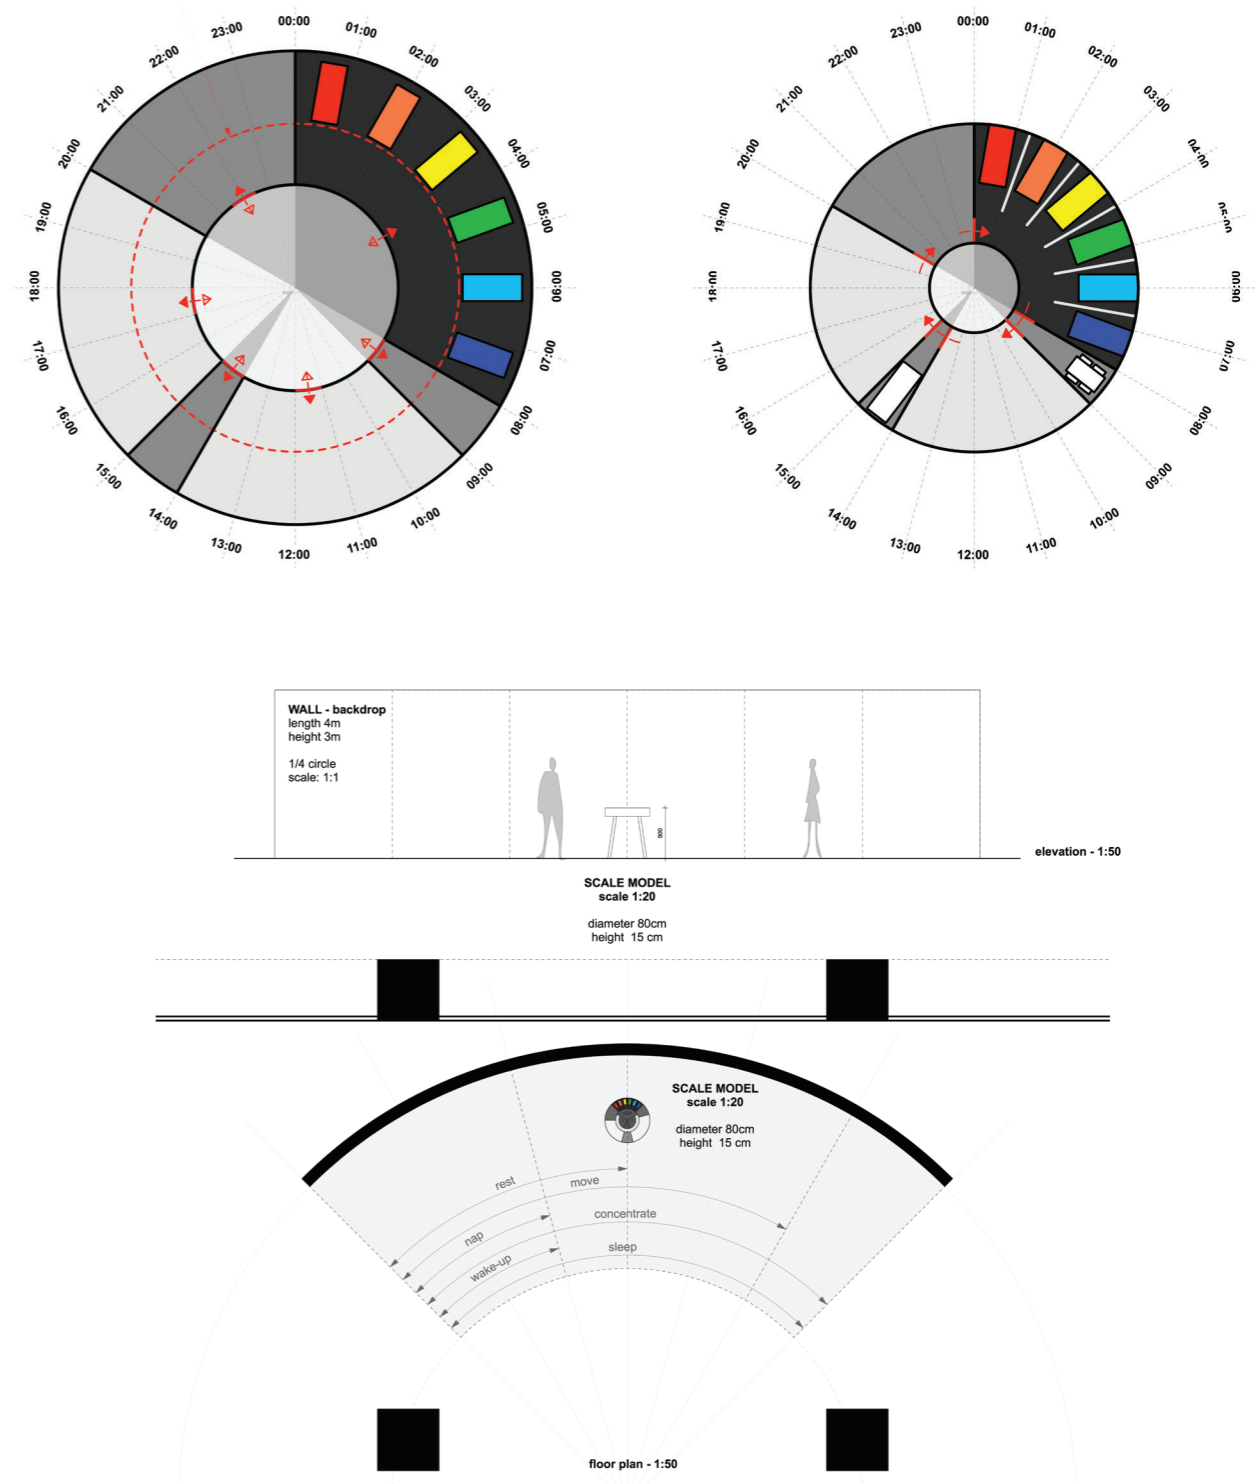 00:00
01:00
02:00
03:00
04:00
05:00
06:00
07:00
08:00
09:00
10:00
11:00
12:00
13:00
14:00
15:00
16:00
17:00
18:00
19:00
20:00
21:00
22:00
23:00
00:00
01:00
02:00
03:00
04:00
05:00
06:00
07:00
08:00
09:00
10:00
11:00
12:00
13:00
14:00
15:00
16:00
17:00
18:00
19:00
20:00
21:00
22:00
23:00
WALL - backdrop
length 4m
height 3m
1/4 circle
scale: 1:1
900
elevation - 1:50
SCALE MODEL
scale 1:20
diameter 80cm
height 15 cm
SCALE MODEL
scale 1:20
diameter 80cm
height 15 cm
rest
move
nap
concentrate
wake-up
sleep
floor plan - 1:50